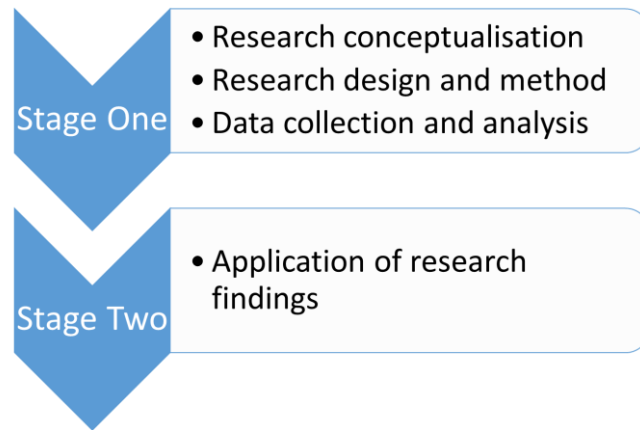 Stage One
• Research conceptualisation
• Research design and method
• Data collection and analysis
Stage Two
• Application of research
findings